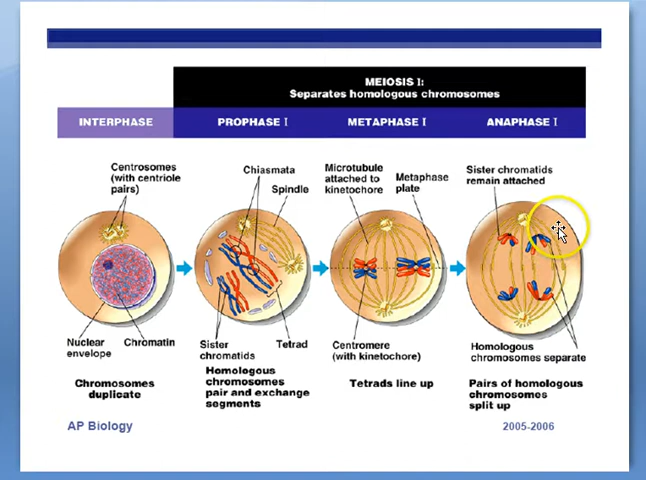 MEIOSIS I:
Separates homologous chromosomes
INTERPHASE
PROPHASE I
METAPHASE I
ANAPHASE I
Centrosomes
(with centriole
pairs)
Chiasmata
Spindle
Microtubule
attached to
kinetochore
Metaphase
plate
Sister chromatids
remain attached
Nuclear
envelope
Chromatin
Sister
chromatids
Tetrad
Centromere
(with kinetochore)
Homologous
chromosomes separate
Chromosomes
duplicate
Homologous
chromosomes
pair and exchange
segments
Tetrads line up
Pairs of homologous
chromosomes
split up
AP Biology
2005-2006